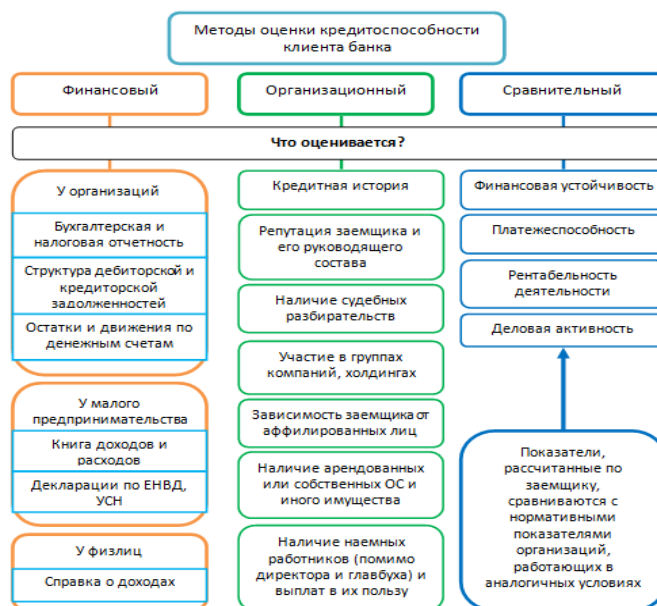 Методы оценки кредитоспособности
клиента банка
Финансовый
Организационный
Сравнительный
Что оценивается?
У организаций
Бухгалтерская и
налоговая отчетность
Структура дебиторской и
кредиторской
задолженностей
Остатки и движения по
денежным счетам
У малого
предпринимательства
Книга доходов и
расходов
Декларации по ЕНВД,
УСН
У физлиц
Справка о доходах
Кредитная история
Репутация заемщика и
его руководящего
состава
Наличие судебных
разбирательств
Участие в группах
компаний, холдингах
Зависимость заемщика от
аффилированных лиц
Наличие арендованных
или собственных ОС и
иного имущества
Наличие наемных
работников (помимо
директора и главбуха) и
выплат в их пользу
Финансовая устойчивость
Платежеспособность
Рентабельность
деятельности
Деловая активность
Показатели,
рассчитанные по
заемщику,
сравниваются с
нормативными
показателями
организаций,
работающих в
аналогичных условиях